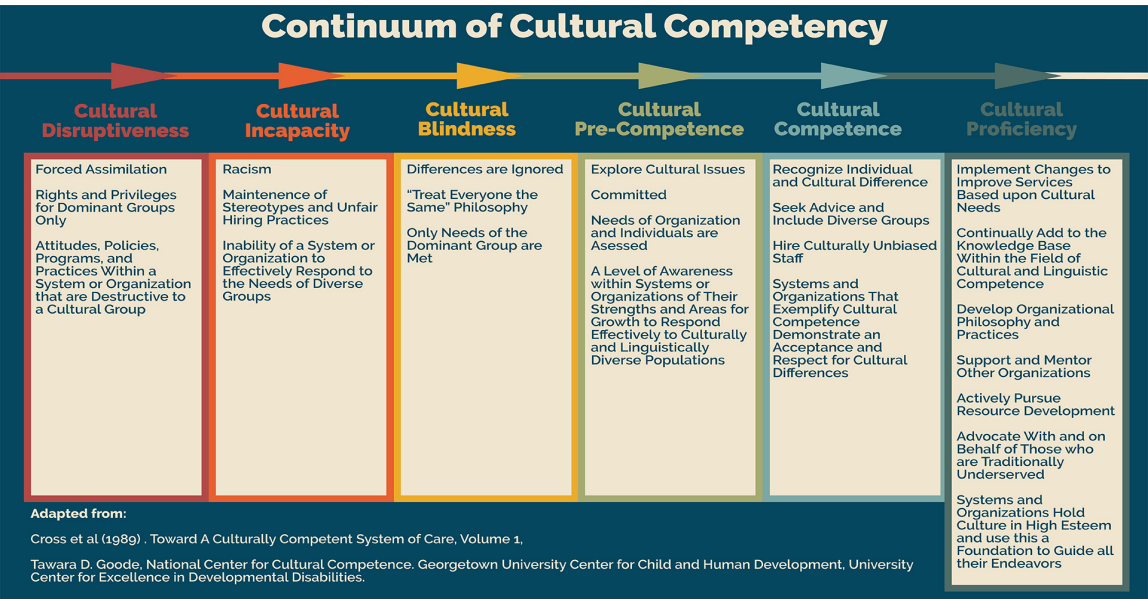 Continuum of Cultural Competency
Cultural
Disruptiveness
Forced Assimilation
Rights and Privileges
for Dominant Groups
Only
Attitudes, Policies,
Programs, and
Practices Within a
System or Organization
that are Destructive to
a Cultural Group
Cultural
Incapacity
Racism
Maintenence of
Stereotypes and Unfair
Hiring Practices
Inability of a System or
Organization to
Effectively Respond to
the Needs of Diverse
Groups
Cultural
Blindness
Differences are Ignored
“Treat Everyone the
Same” Philosophy
Only Needs of the
Dominant Group are
Met
Cultural
Pre-Competence
Explore Cultural Issues
Committed
Needs of Organization
and Individuals are
Asessed
A Level of Awareness
within Systems or
Organizations of Their
Strengths and Areas for
Growth to Respond
Effectively to Culturally
and Linguistically
Diverse Populations
Cultural
Competence
Recognize Individual
and Cultural Difference
Seek Advice and
Include Diverse Groups
Hire Culturally Unbiased
Staff
Systems and
Organizations That
Exemplify Cultural
Competence
Demonstrate an
Acceptance and
Respect for Cultural
Differences
Cultural
Proficiency
Implement Changes to
Improve Services
Based upon Cultural
Needs
Continually Add to the
Knowledge Base
Within the Field of
Cultural and Linguistic
Competence
Develop Organizational
Philosophy and
Practices
Support and Mentor
Other Organizations
Actively Pursue
Resource Development
Advocate With and on
Behalf of Those who
are Traditionally
Underserved
Systems and
Organizations Hold
Culture in High Esteem
and use this a
Foundation to Guide all
their Endeavors
Adapted from:
Cross et al (1989) . Toward A Culturally Competent System of Care, Volume 1,
Tawara D. Goode, National Center for Cultural Competence. Georgetown University Center for Child and Human Development, University
Center for Excellence in Developmental Disabilities.